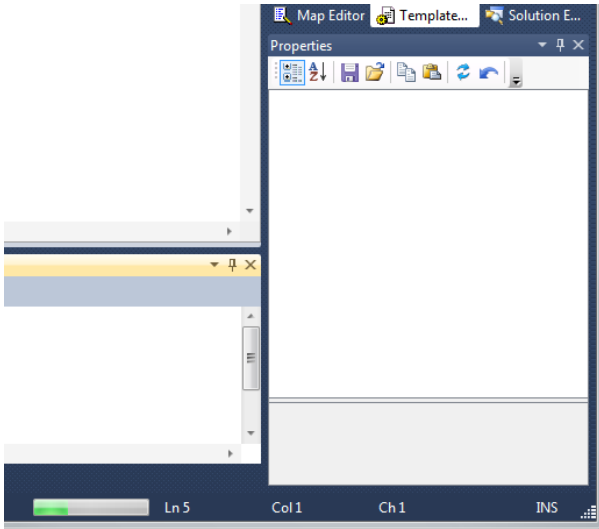 Map Editor Template... Solution E...
Properties
Ln 5 Col 1 Ch 1 INS